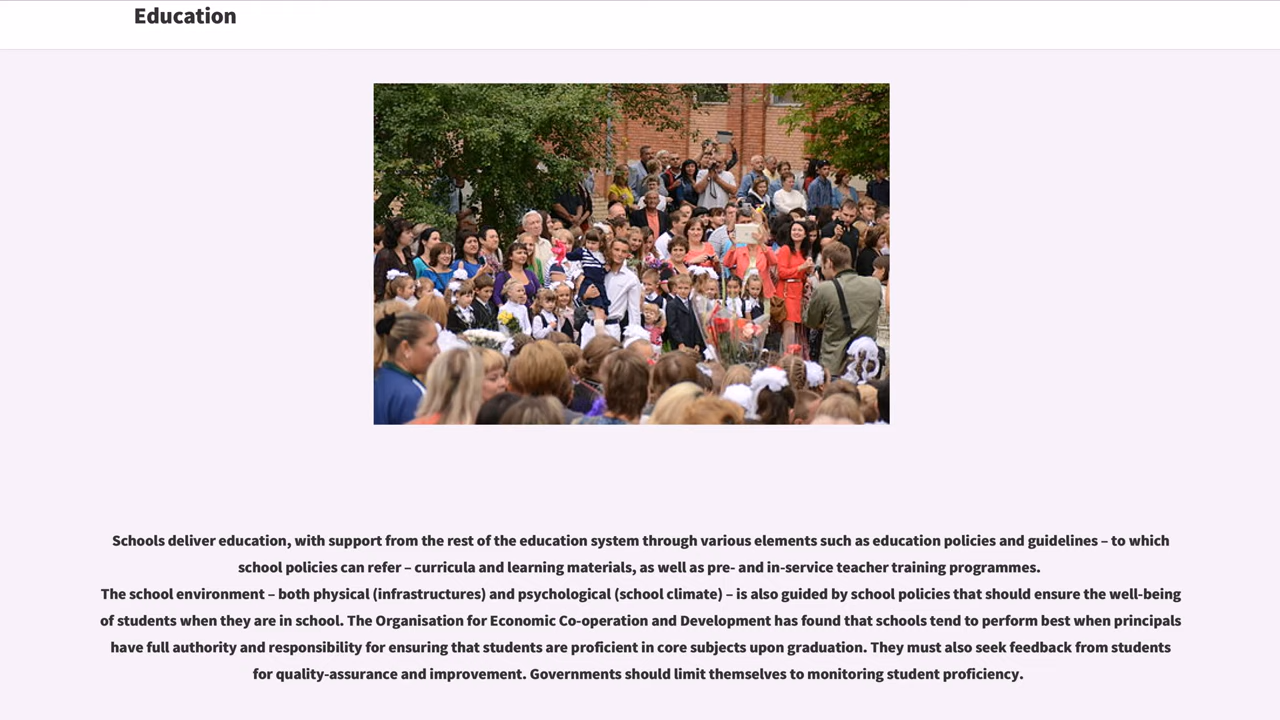 Education
Schools deliver education, with support from the rest of the education system through various elements such as education policies and guidelines – to which
school policies can refer – curricula and learning materials, as well as pre- and in-service teacher training programmes.
The school environment – both physical (infrastructures) and psychological (school climate) – is also guided by school policies that should ensure the well-being
of students when they are in school. The Organisation for Economic Co-operation and Development has found that schools tend to perform best when principals
have full authority and responsibility for ensuring that students are proficient in core subjects upon graduation. They must also seek feedback from students
for quality-assurance and improvement. Governments should limit themselves to monitoring student proficiency.